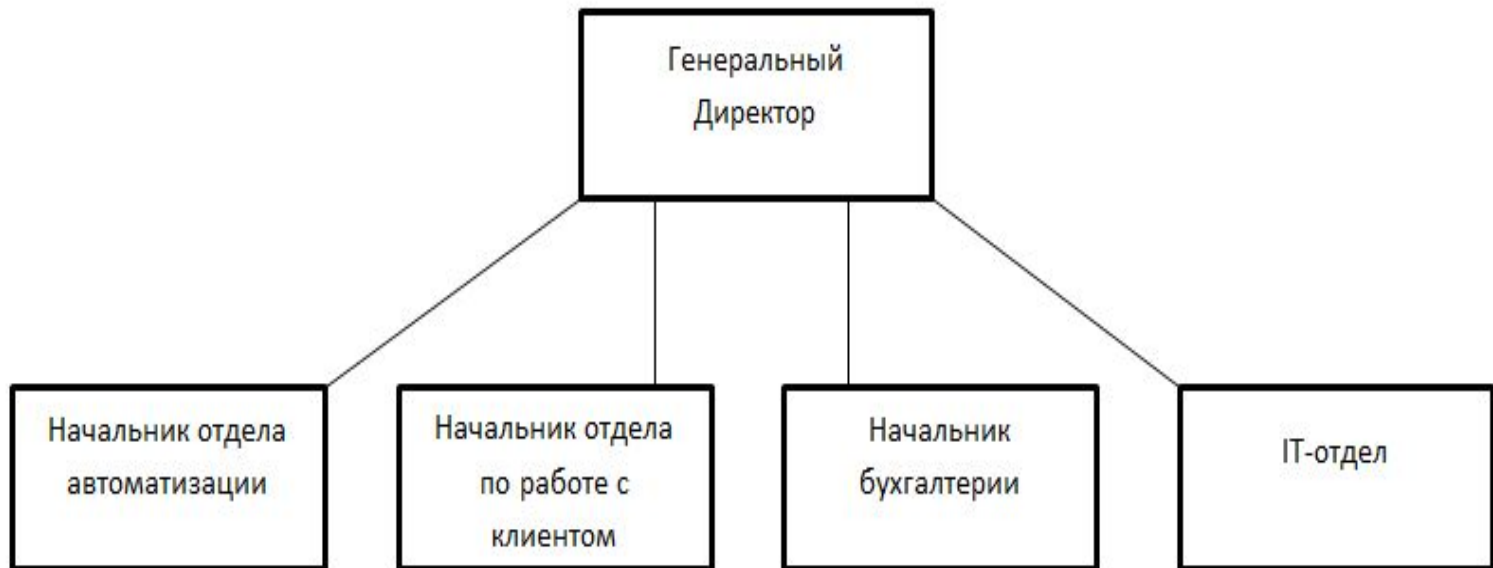 Генеральный
Директор
Начальник отдела
автоматизации
Начальник отдела
по работе с
клиентом
Начальник
бухгалтерии
IT-отдел